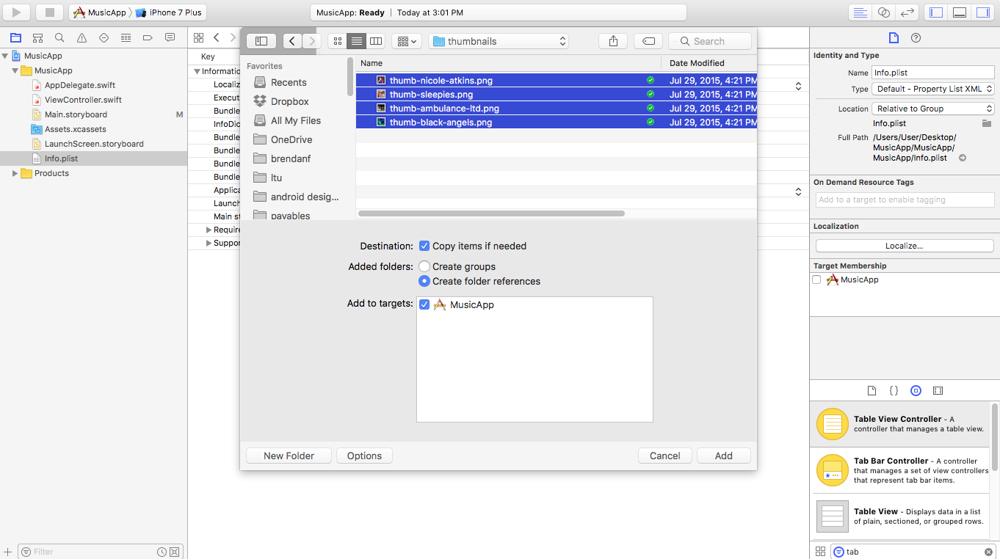 MusicApp iPhone 7 Plus
MusicApp: Ready | Today at 3:01 PM
MusicApp
MusicApp
AppDelegate.swift
ViewController.swift
Main.storyboard M
Assets.xcassets
LaunchScreen.storyboard
Info.plist
Products
Filter
Key
Informatio
Localiz
Execut
Bundle
InfoDic
Bundle
Bundle
Bundle
Bundle
Applica
Launch
Main st
Require
Suppor
thumbnails
Search
Favorites
Recents
Dropbox
All My Files
OneDrive
brendanf
ltu
android desig...
payables
Name Date Modified
thumb-nicole-atkins.png Jul 29, 2015, 4:21 PM
thumb-sleepies.png Jul 29, 2015, 4:21 PM
thumb-ambulance-ltd.png Jul 29, 2015, 4:21 PM
thumb-black-angels.png Jul 29, 2015, 4:21 PM
Destination: Copy items if needed
Added folders: Create groups
Create folder references
Add to targets: MusicApp
New Folder Options Cancel Add
Identity and Type
Name Info.plist
Type Default - Property List XML
Location Relative to Group
Info.plist
Full Path /Users/User/Desktop/
MusicApp/MusicApp/
MusicApp/Info.plist
On Demand Resource Tags
Add to a target to enable tagging
Localization
Localize...
Target Membership
MusicApp
{}
Table View Controller - A
controller that manages a table view.
Tab Bar Controller - A controller
that manages a set of view controllers
that represent tab bar items.
Table View - Displays data in a list
of plain, sectioned, or grouped rows.
tab